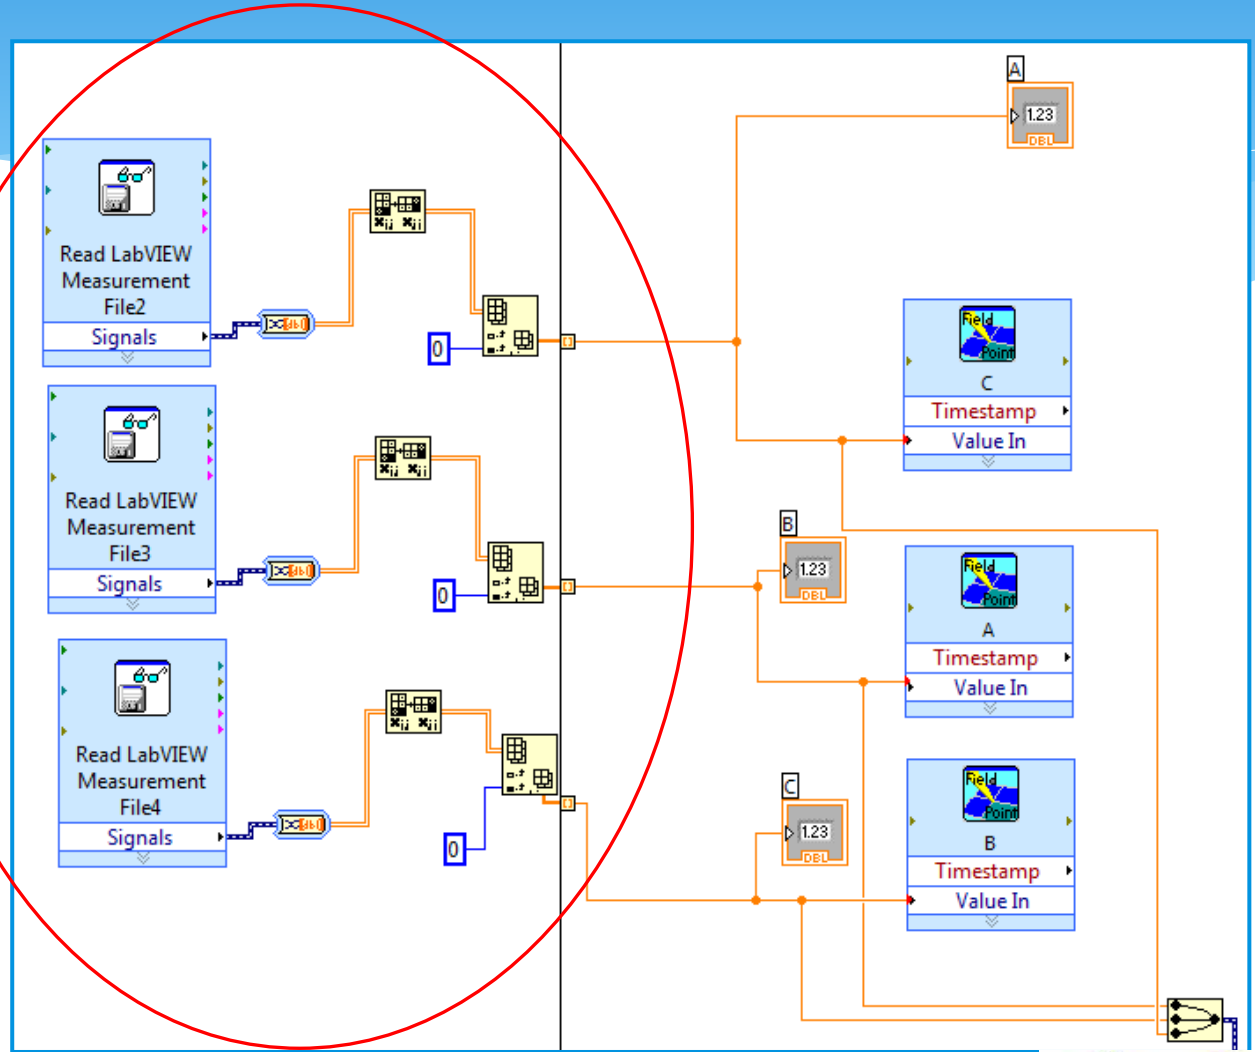 A
1.23
DBL
Read LabVIEW
Measurement
File2
Signals
0
Field
Point
C
Timestamp
Value In
Read LabVIEW
Measurement
File3
Signals
0
B
1.23
DBL
Field
Point
A
Timestamp
Value In
Read LabVIEW
Measurement
File4
Signals
0
C
1.23
DBL
Field
Point
B
Timestamp
Value In